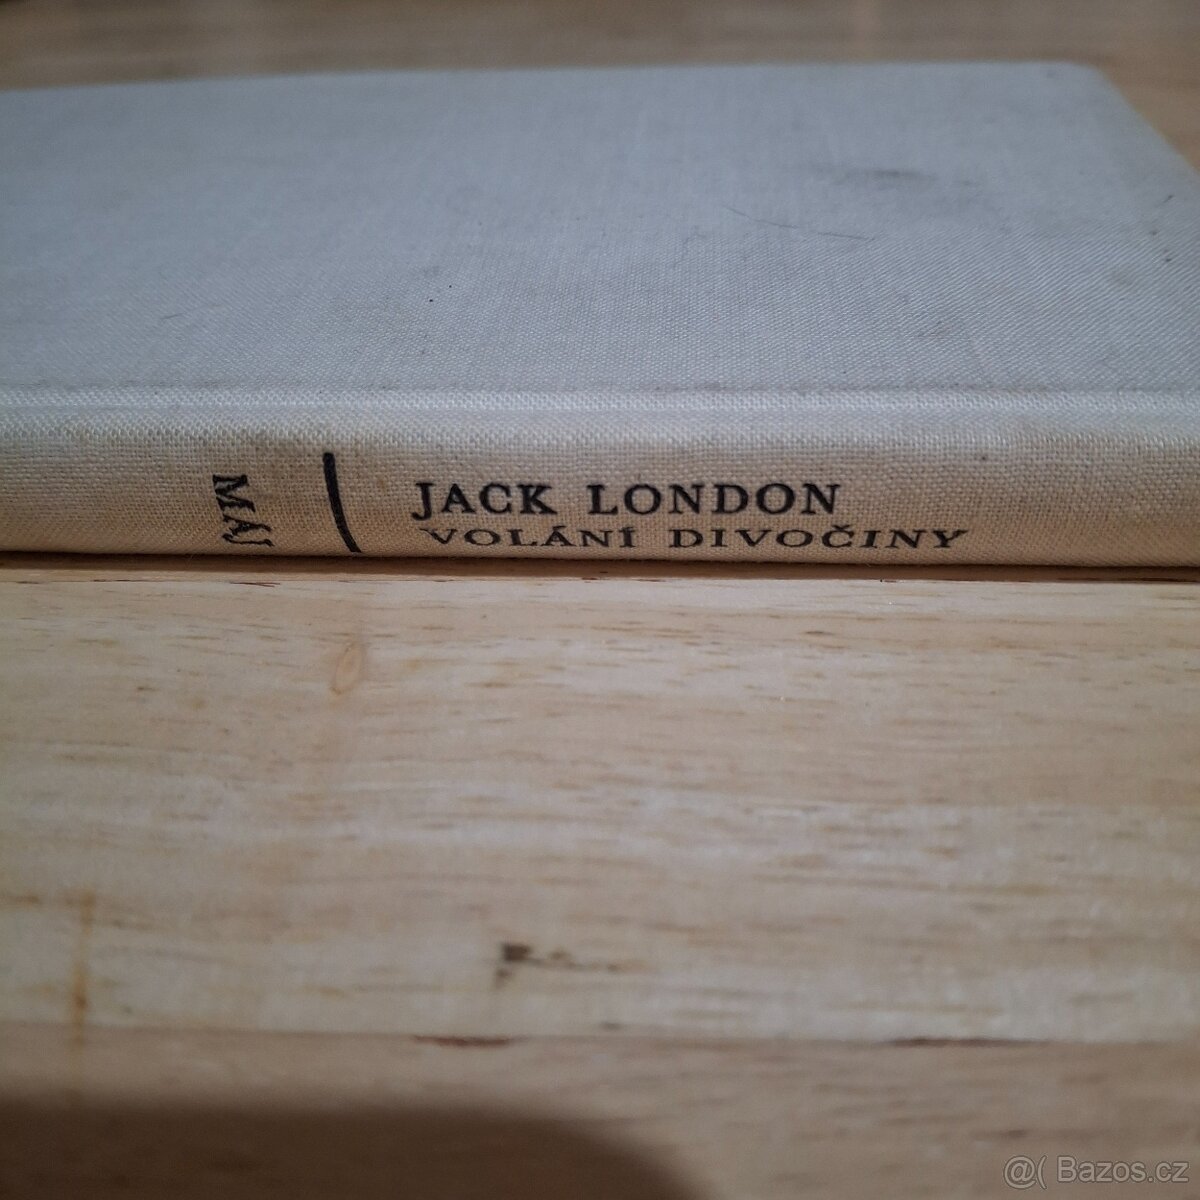 MÁJ
JACK LONDON
VOLÁNÍ DIVOČINY
@( Bazos.cz